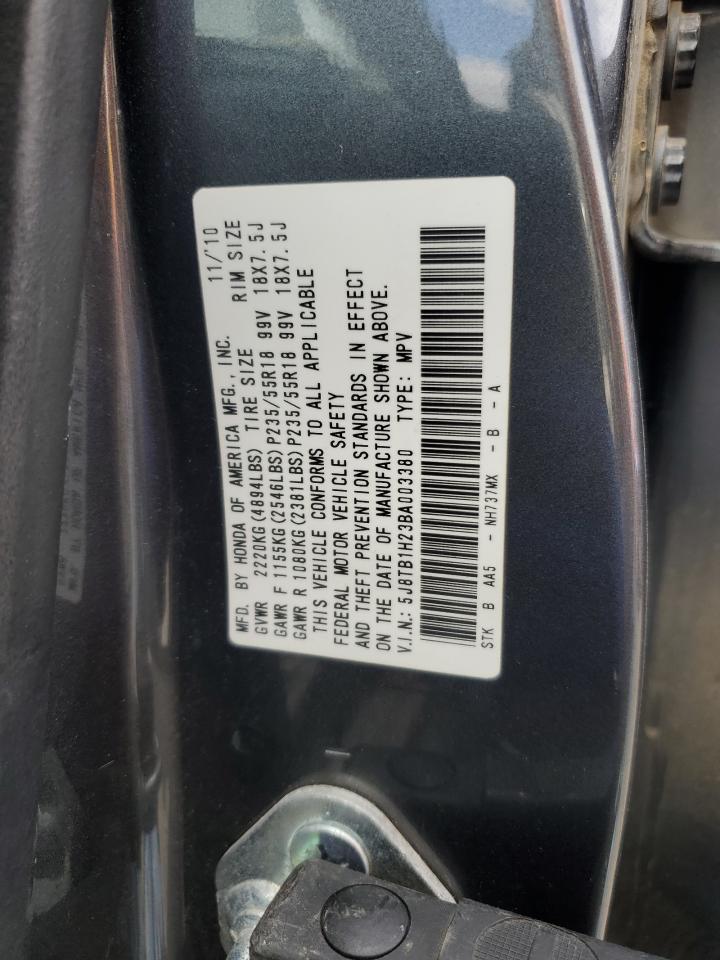 MFD. BY HONDA OF AMERICA MFG., INC. 11/'10
GVWR 2220KG(4894LBS) TIRE SIZE RIM SIZE
GAWR F 1155KG(2546LBS)P235/55R18 99V 18X7.5J
GAWR R 1080KG(2381LBS)P235/55R18 99V 18X7.5J
THIS VEHICLE CONFORMS TO ALL APPLICABLE
FEDERAL MOTOR VEHICLE SAFETY
AND THEFT PREVENTION STANDARDS IN EFFECT
ON THE DATE OF MANUFACTURE SHOWN ABOVE.
V.I.N.: 5J8TB1H23BA003380 TYPE: MPV
STK B AA5 - NH737MX - B - A